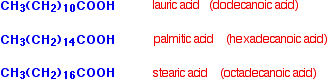 CH₃(CH₂)₁₀COOH lauric acid (dodecanoic acid)
CH₃(CH₂)₁₄COOH palmitic acid (hexadecanoic acid)
CH₃(CH₂)₁₆COOH stearic acid (octadecanoic acid)